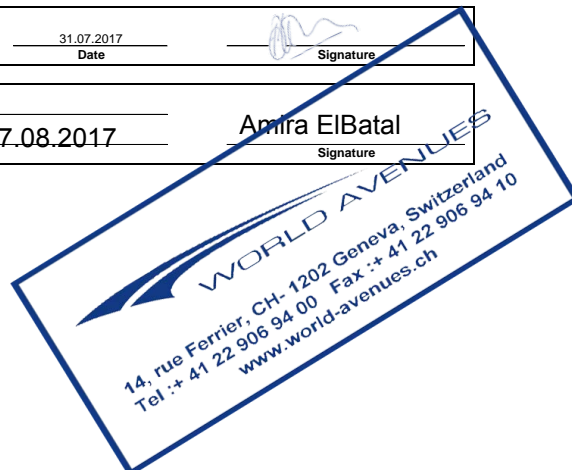 31.07.2017
Date Signature
7.08.2017 Amira ElBatal
Signature
WORLD AVENUES
14, rue Ferrier, CH- 1202 Geneva, Switzerland
Tel :+ 41 22 906 94 00 Fax :+ 41 22 906 94 10
www.world-avenues.ch